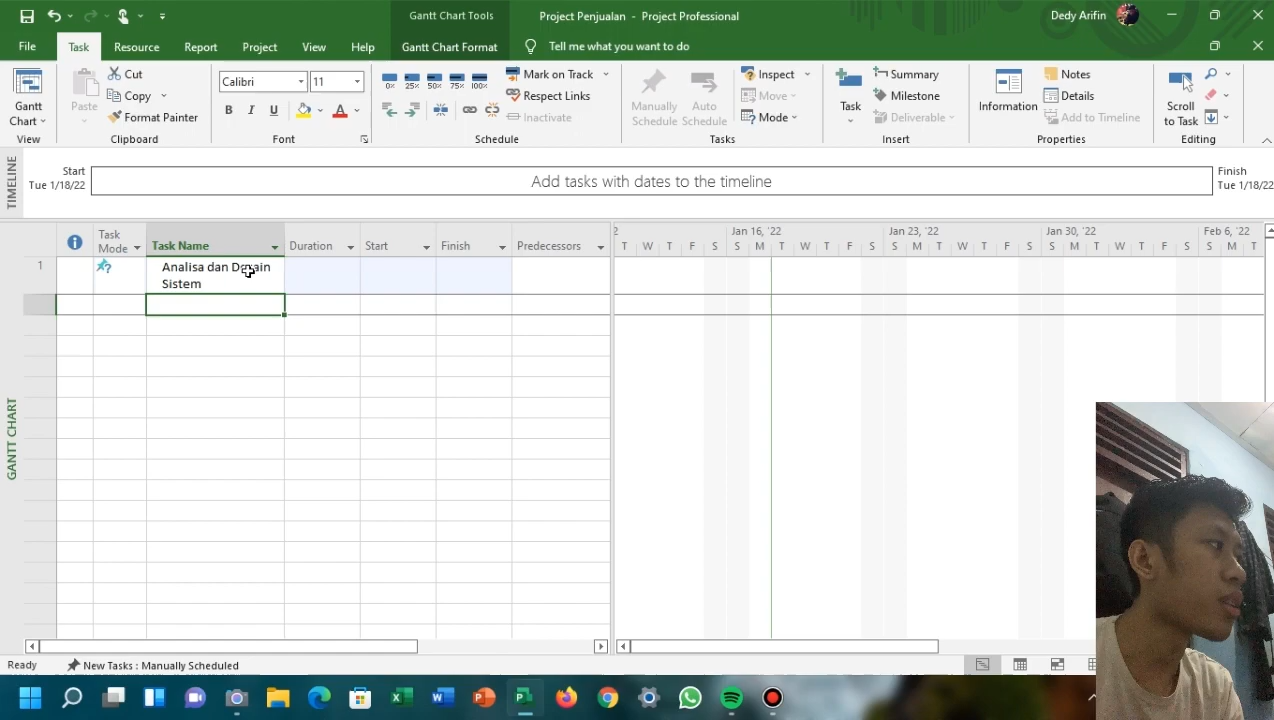 Gantt Chart Tools
Project Penjualan - Project Professional
Dedy Arifin
File Task Resource Report Project View Help Gantt Chart Format Tell me what you want to do
Gantt Chart
View
Paste
Cut
Copy
Format Painter
Clipboard
Calibri 11
B I U A
Font
0% 25% 50% 75% 100%
Mark on Track
Respect Links
Inactivate
Schedule
Manually Schedule
Auto Schedule
Inspect
Move
Mode
Tasks
Task
Summary
Milestone
Deliverable
Insert
Information
Notes
Details
Add to Timeline
Properties
Scroll to Task
Editing
TIMELINE
Start
Tue 1/18/22
Add tasks with dates to the timeline
Finish
Tue 1/18/22
GANTT CHART
Task Mode Task Name Duration Start Finish Predecessors
2 Jan 16, '22 Jan 23, '22 Jan 30, '22 Feb 6, '22
T W T F S S M T W T F S S M T W T F S S M T W T F S S M T
1 Analisa dan Desain
Sistem
Ready New Tasks : Manually Scheduled